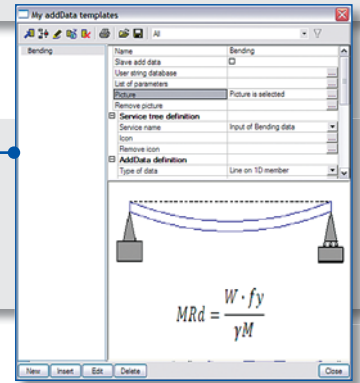 My addData templates
All
Bending
Name Bending
Slave add data
User string database ...
List of parameters ...
Picture Picture is selected
Remove picture ...
Service tree definition
Service name Input of Bending data
Icon ...
Remove icon ...
AddData definition
Type of data Line on 1D member
MRd = W · fy / γM
New Insert Edit Delete Close